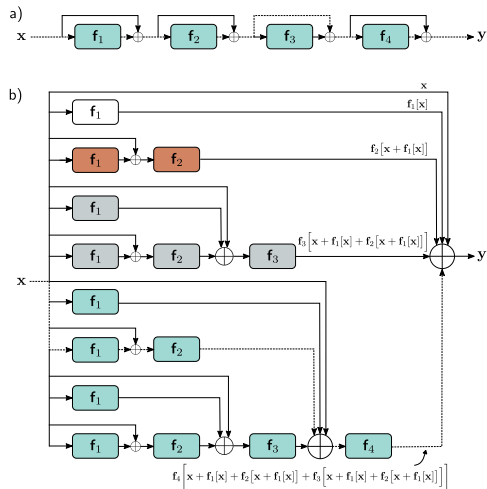 a)
x f₁ f₂ f₃ f₄ y
b)
x
f₁ f₁[x]
f₁ f₂ f₂[x + f₁[x]]
f₁
f₁ f₂ f₃ f₃[x + f₁[x] + f₂[x + f₁[x]]] y
x
f₁
f₁ f₂
f₁
f₁ f₂ f₃ f₄
f₄[x + f₁[x] + f₂[x + f₁[x]] + f₃[x + f₁[x] + f₂[x + f₁[x]]]]